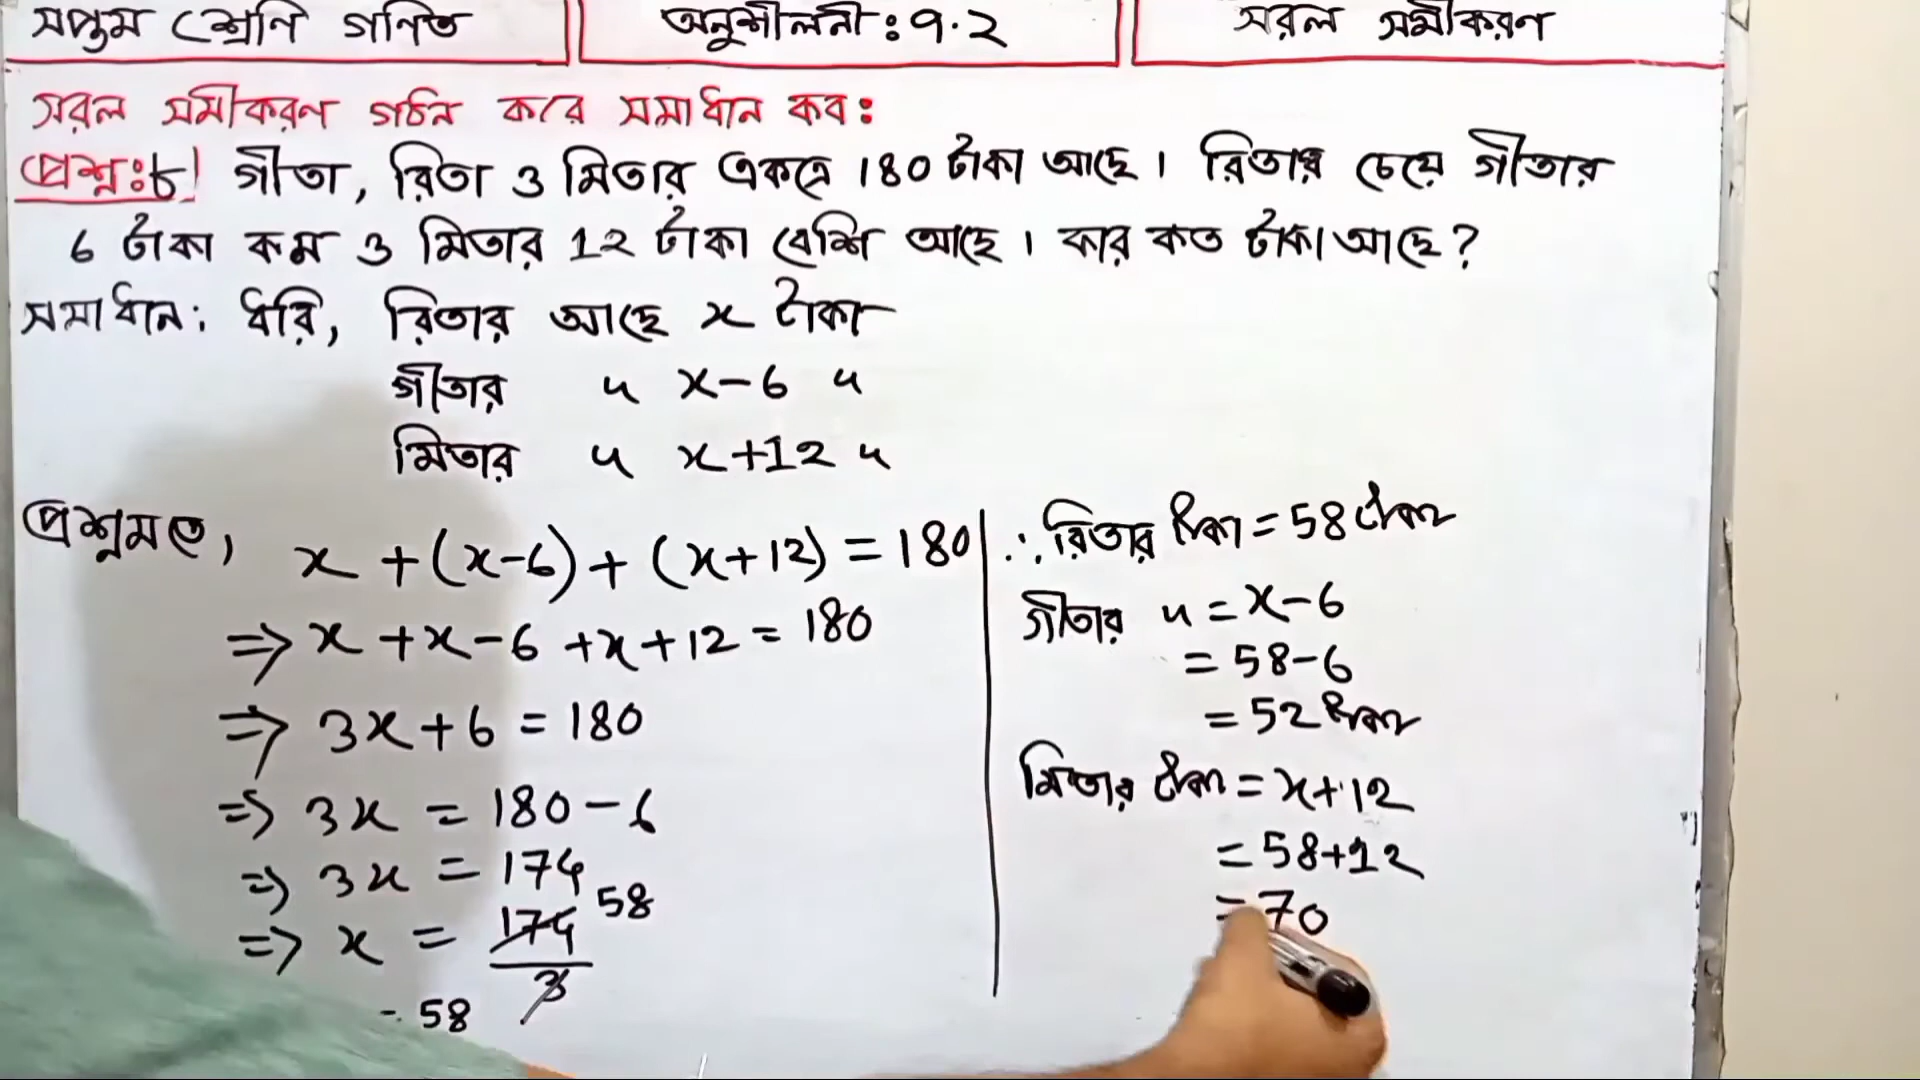 সপ্তম শ্রেণি গণিত
অনুশীলনী: ৭.২
সরল সমীকরণ
সরল সমীকরণ গঠন করে সমাধান কর:
প্রশ্ন:৮। গীতা, রিতা ও মিতার একত্রে 180 টাকা আছে। রিতার চেয়ে গীতার
6 টাকা কম ও মিতার 12 টাকা বেশি আছে। কার কত টাকা আছে?
সমাধান: ধরি, রিতার আছে x টাকা
গীতার " x-6 "
মিতার " x+12 "
প্রশ্নমতে,
x + (x-6) + (x+12) = 180
⇒ x + x - 6 + x + 12 = 180
⇒ 3x + 6 = 180
⇒ 3x = 180 - 6
⇒ 3x = 174
⇒ x = 174/3 58
= 58
∴ রিতার টাকা = 58 টাকা
গীতার " = x-6
= 58-6
= 52 টাকা
মিতার টাকা = x+12
= 58+12
= 70